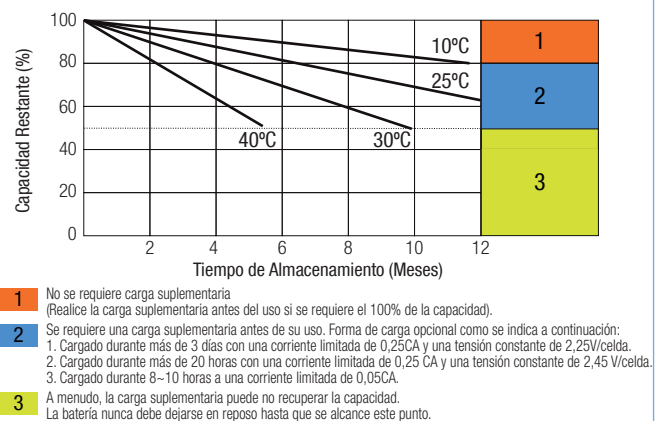 Capacidad Restante (%)
100
80
60
40
20
0
10ºC
25ºC
30ºC
40ºC
1
2
3
2
4
6
8
10
12
Tiempo de Almacenamiento (Meses)
1 No se requiere carga suplementaria
(Realice la carga suplementaria antes del uso si se requiere el 100% de la capacidad).
2 Se requiere una carga suplementaria antes de su uso. Forma de carga opcional como se indica a continuación:
1. Cargado durante más de 3 días con una corriente limitada de 0,25CA y una tensión constante de 2,25V/celda.
2. Cargado durante más de 20 horas con una corriente limitada de 0,25 CA y una tensión constante de 2,45 V/celda.
3. Cargado durante 8~10 horas a una corriente limitada de 0,05CA.
3 A menudo, la carga suplementaria puede no recuperar la capacidad.
La batería nunca debe dejarse en reposo hasta que se alcance este punto.